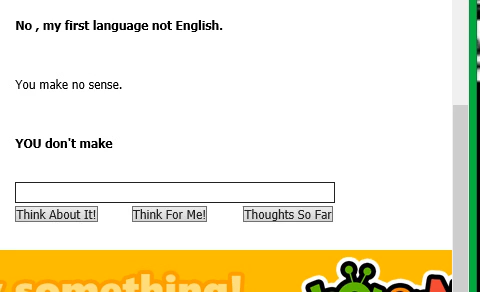 No , my first language not English.
You make no sense.
YOU don't make
Think About It! Think For Me! Thoughts So Far
something!